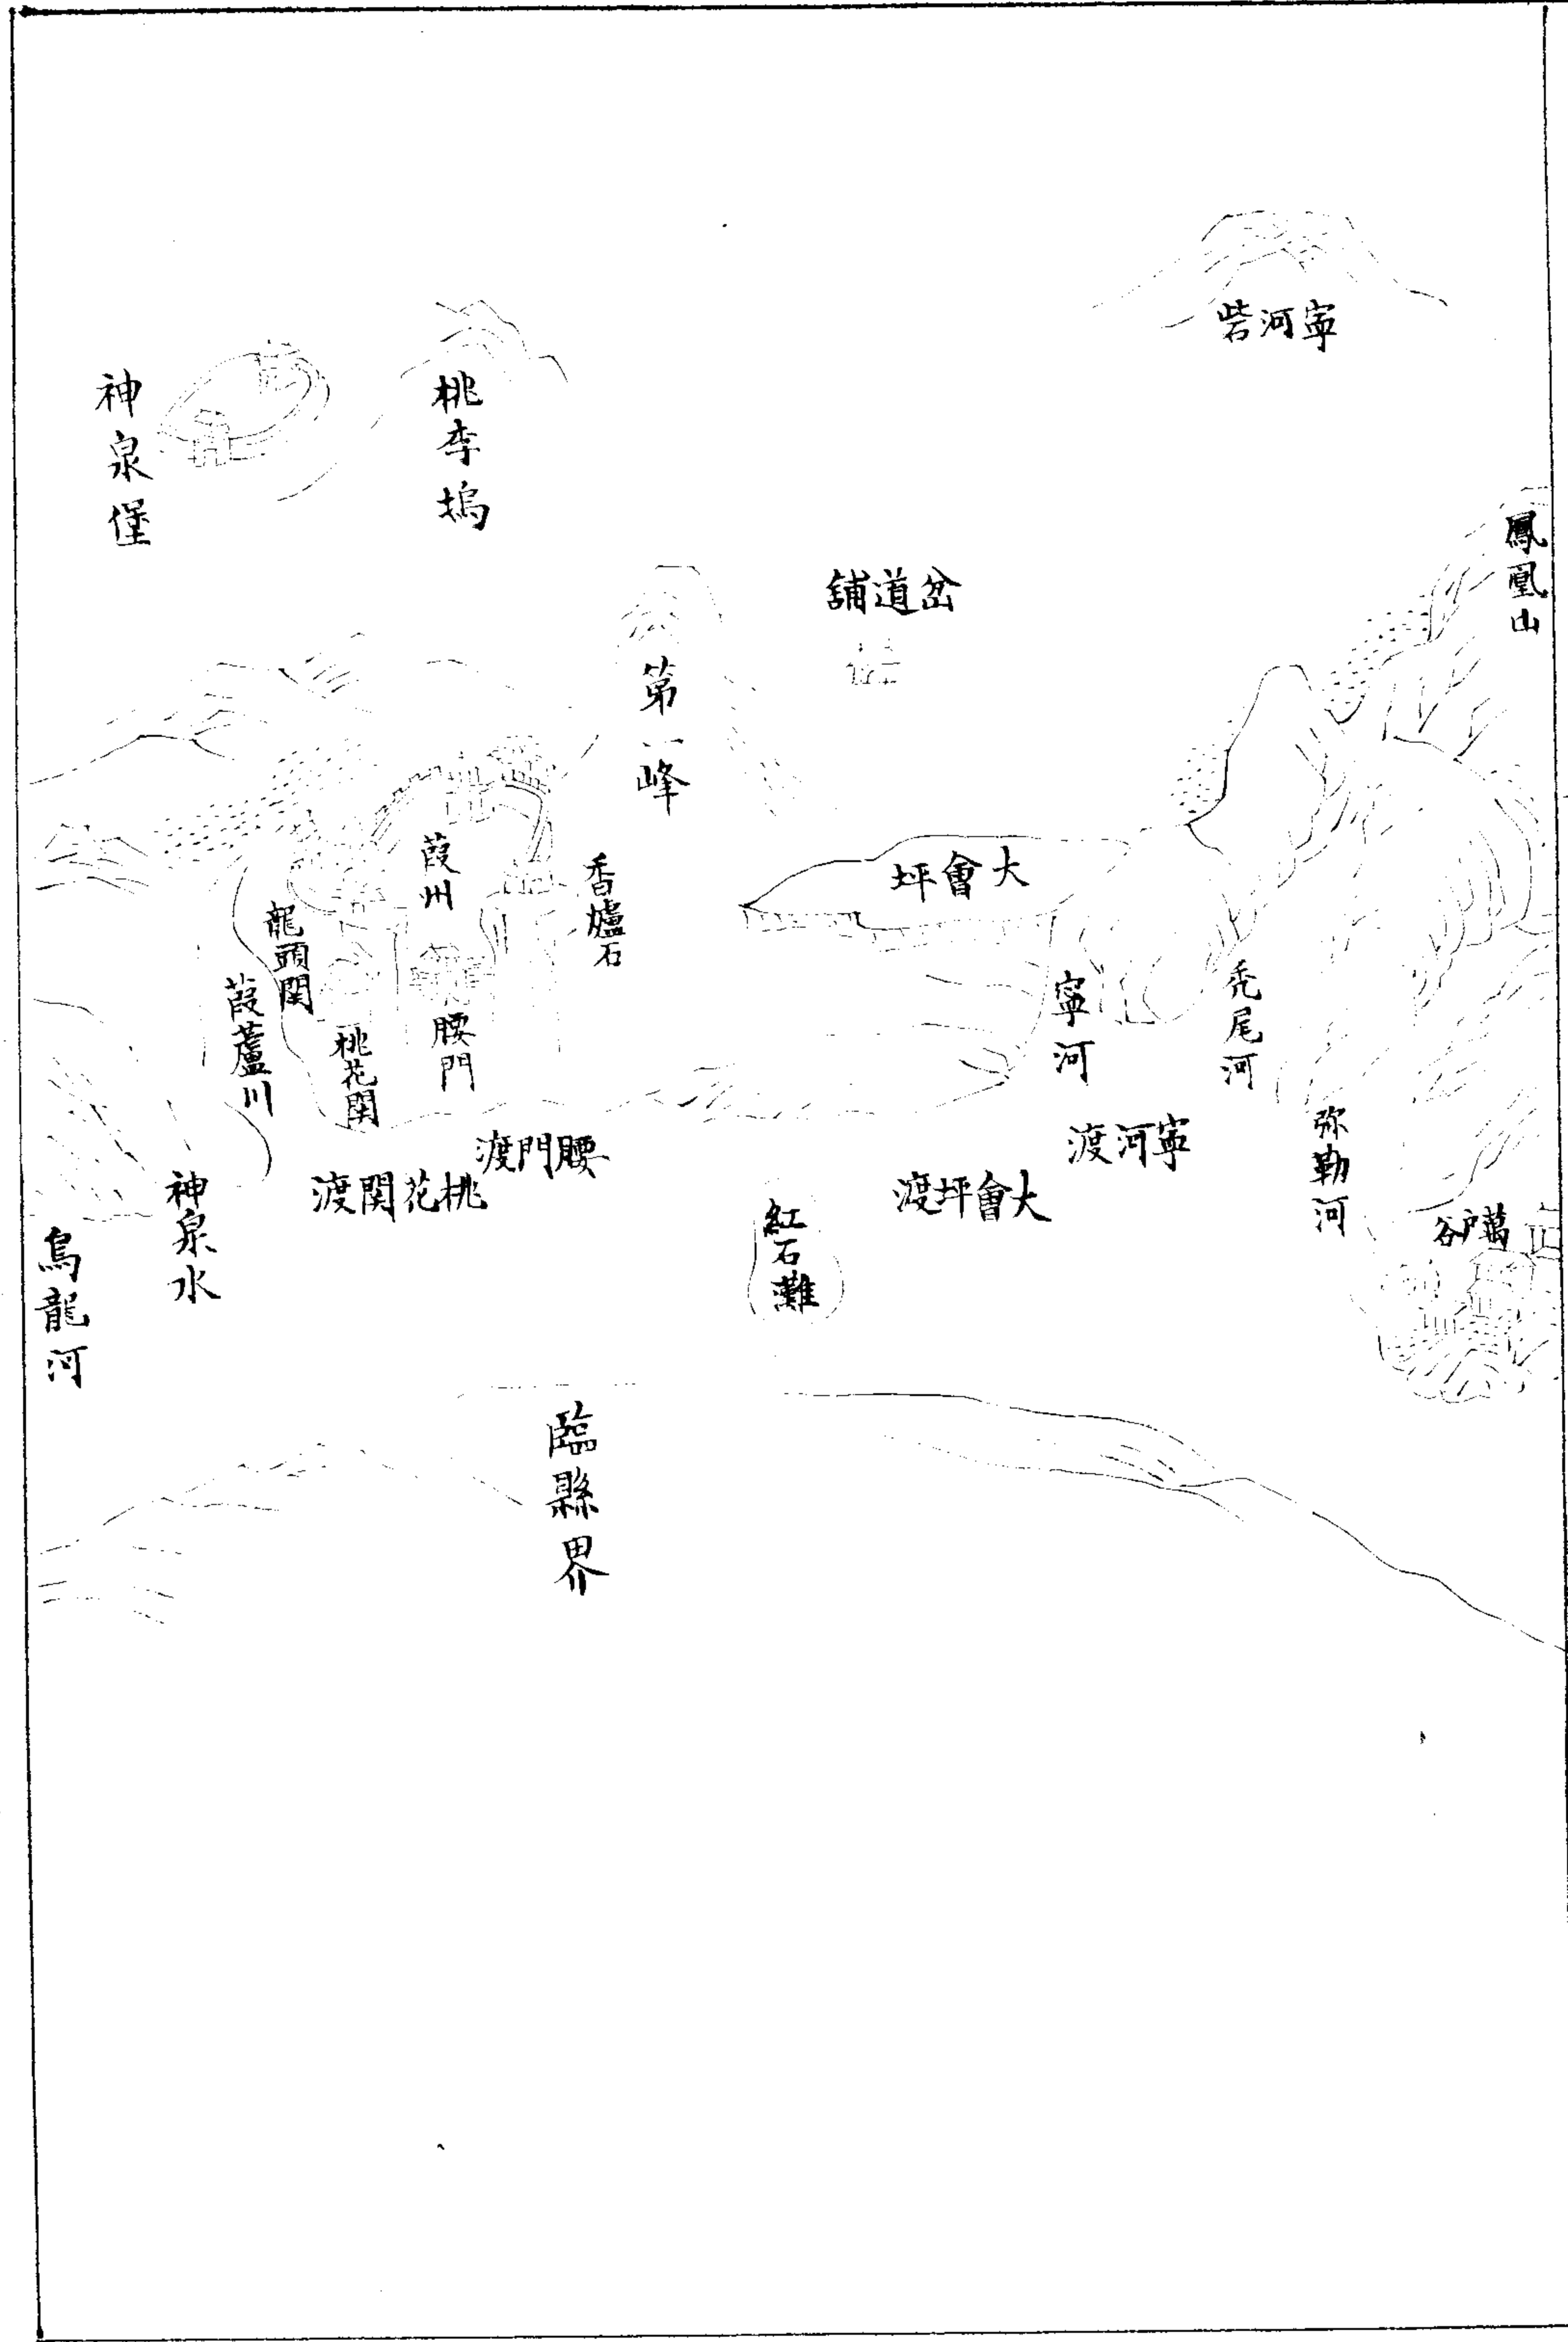 寧河砦
鳳凰山
桃李塢
神泉堡
岔道鋪
第一峰
大會坪
香爐石
葭州
龍頭関
葭蘆川
桃花関
腰門
寧河
禿尾河
弥勒河
萬户谷
寧河渡
大會坪渡
紅石灘
腰門渡
桃花関渡
神泉水
烏龍河
臨縣界